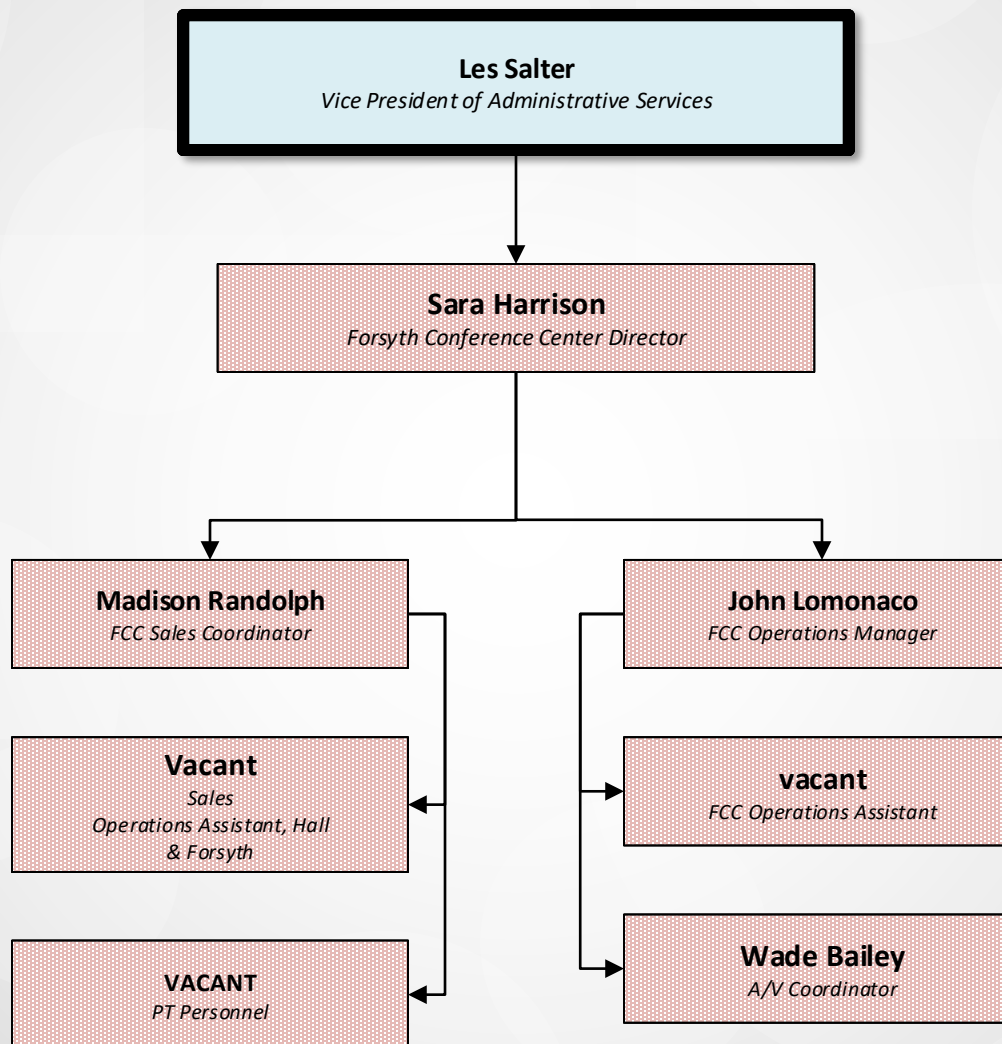 Les Salter
Vice President of Administrative Services
Sara Harrison
Forsyth Conference Center Director
Madison Randolph
FCC Sales Coordinator
John Lomonaco
FCC Operations Manager
Vacant
Sales
Operations Assistant, Hall
& Forsyth
vacant
FCC Operations Assistant
VACANT
PT Personnel
Wade Bailey
A/V Coordinator